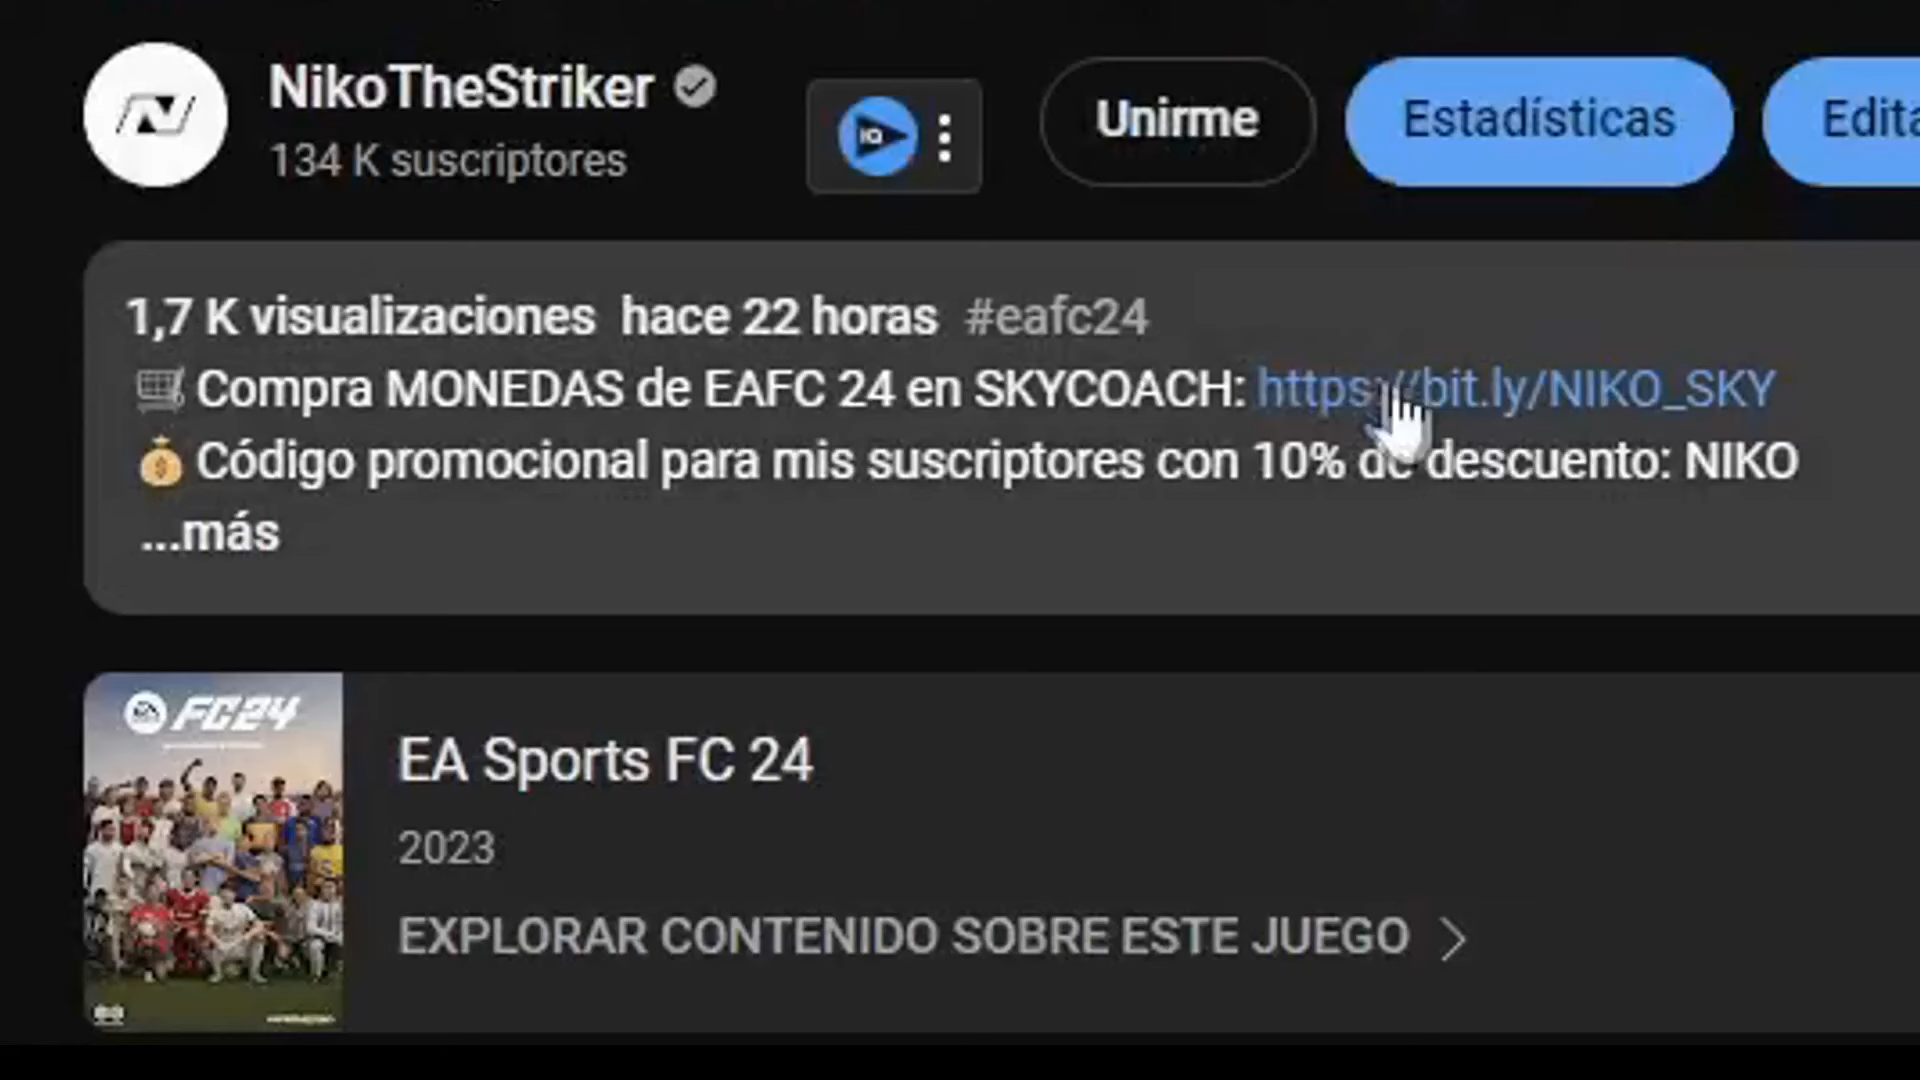 NikoTheStriker
134 K suscriptores
IQ
Unirme
Estadísticas
Edita
1,7 K visualizaciones hace 22 horas #eafc24
Compra MONEDAS de EAFC 24 en SKYCOACH: https://bit.ly/NIKO_SKY
Código promocional para mis suscriptores con 10% de descuento: NIKO
...más
FC24
EA Sports FC 24
2023
EXPLORAR CONTENIDO SOBRE ESTE JUEGO